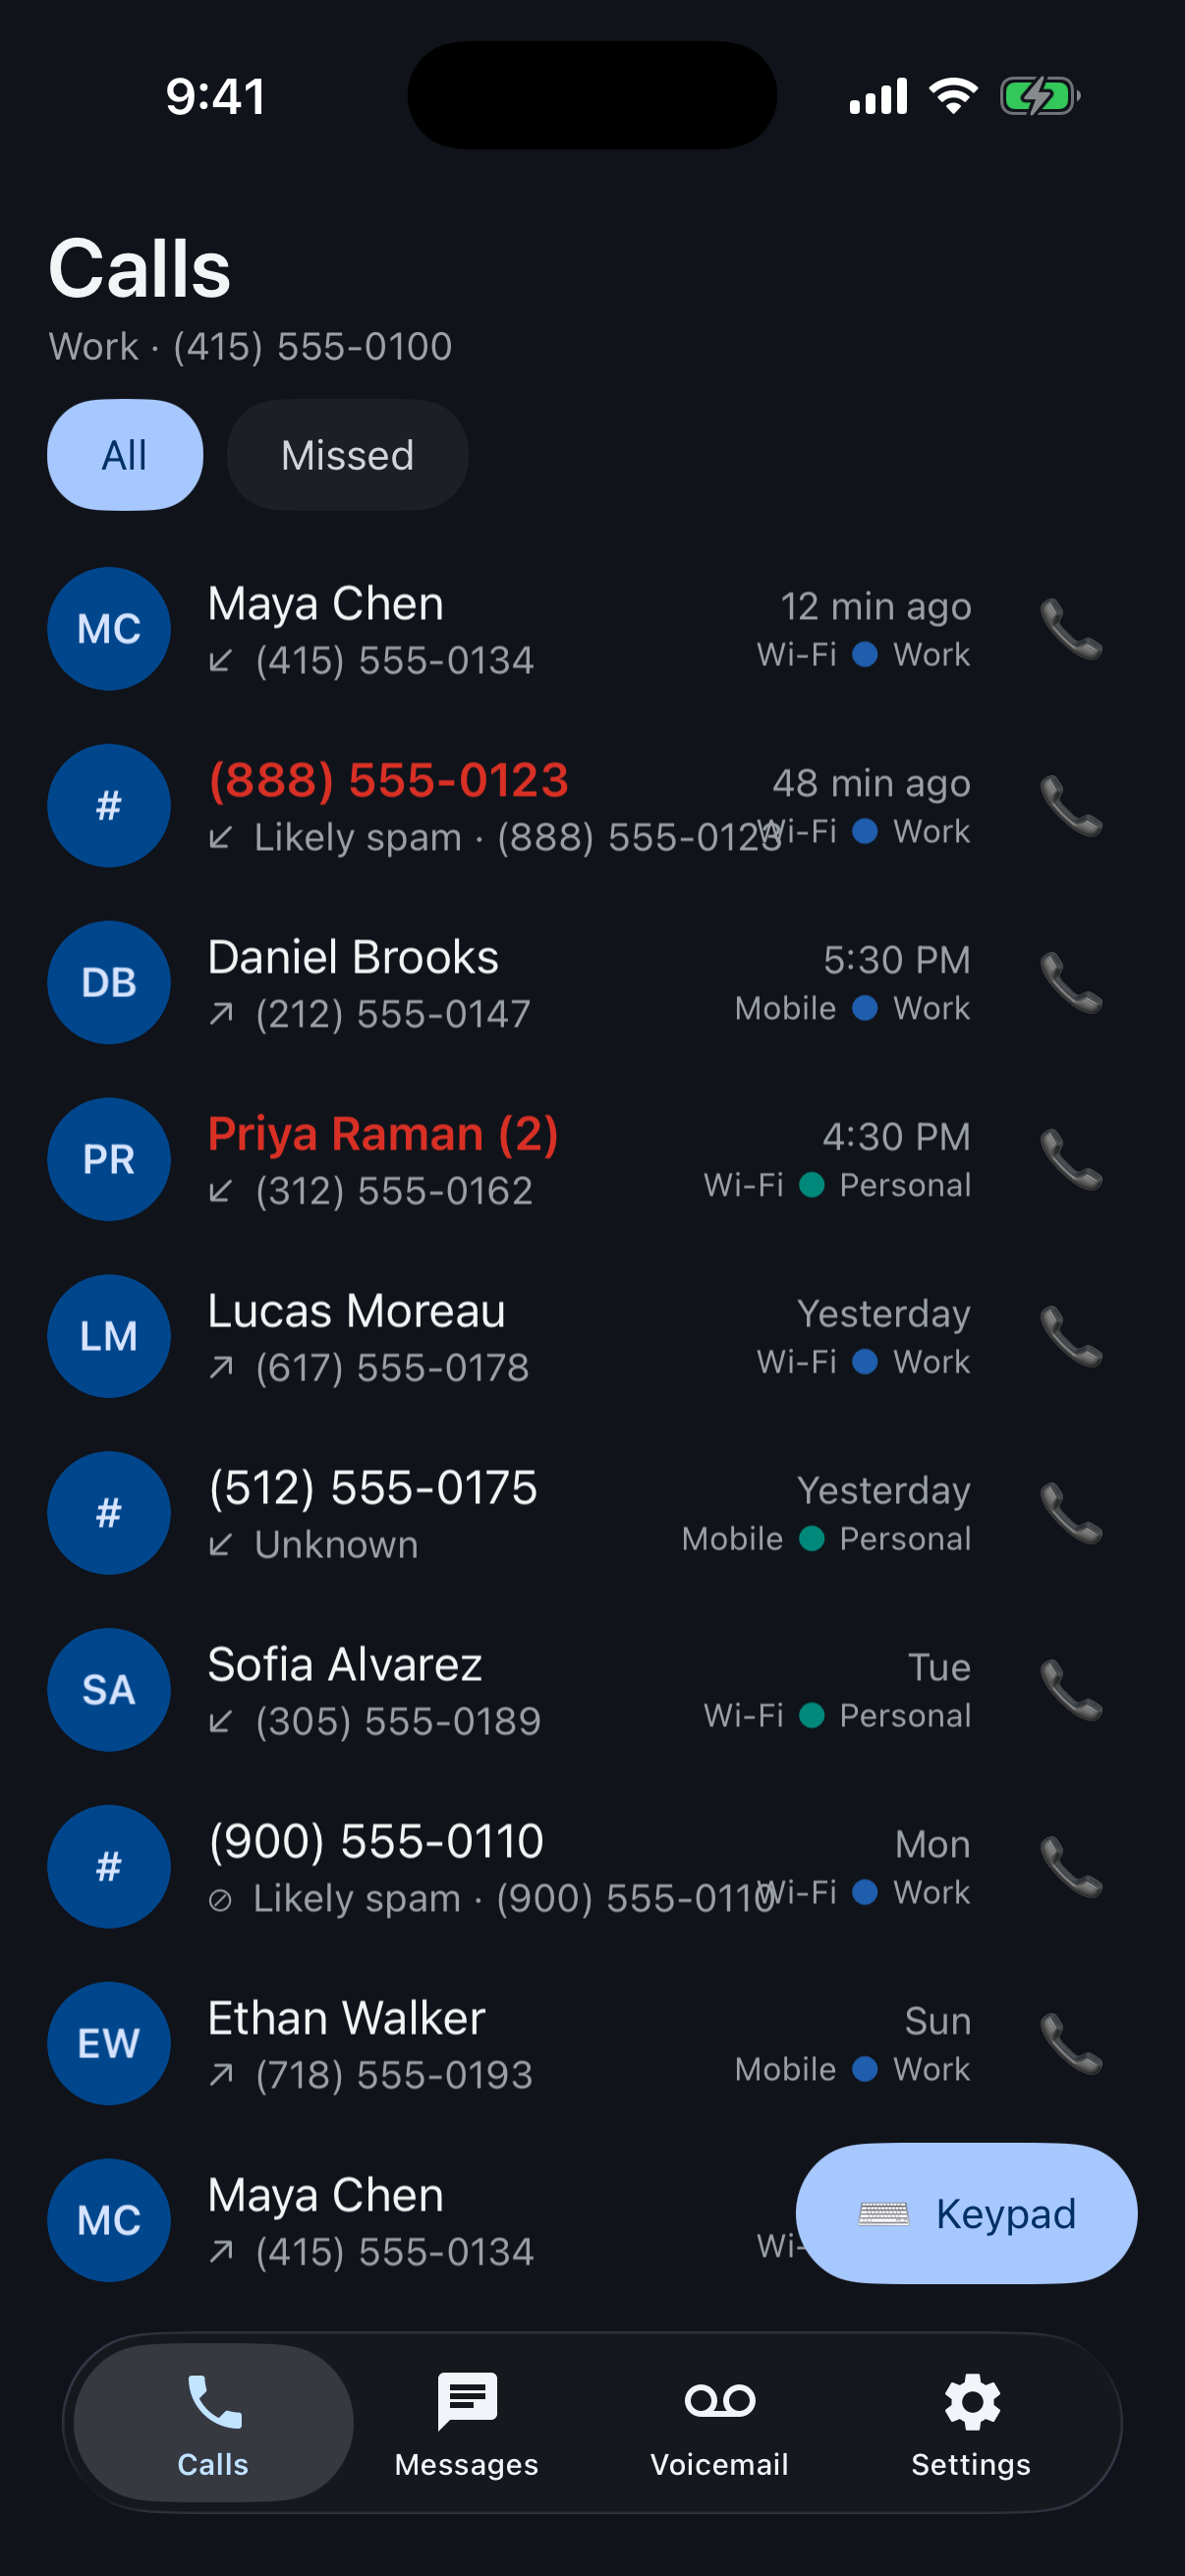 9:41
Calls
Work · (415) 555-0100
All Missed
MC Maya Chen 12 min ago
↙ (415) 555-0134 Wi-Fi Work
# (888) 555-0123 48 min ago
↙ Likely spam · (888) 555-0123 Wi-Fi Work
DB Daniel Brooks 5:30 PM
↗ (212) 555-0147 Mobile Work
PR Priya Raman (2) 4:30 PM
↙ (312) 555-0162 Wi-Fi Personal
LM Lucas Moreau Yesterday
↗ (617) 555-0178 Wi-Fi Work
# (512) 555-0175 Yesterday
↙ Unknown Mobile Personal
SA Sofia Alvarez Tue
↙ (305) 555-0189 Wi-Fi Personal
# (900) 555-0110 Mon
⊘ Likely spam · (900) 555-0110 Wi-Fi Work
EW Ethan Walker Sun
↗ (718) 555-0193 Mobile Work
MC Maya Chen
↗ (415) 555-0134 Wi-
Keypad
Calls Messages Voicemail Settings